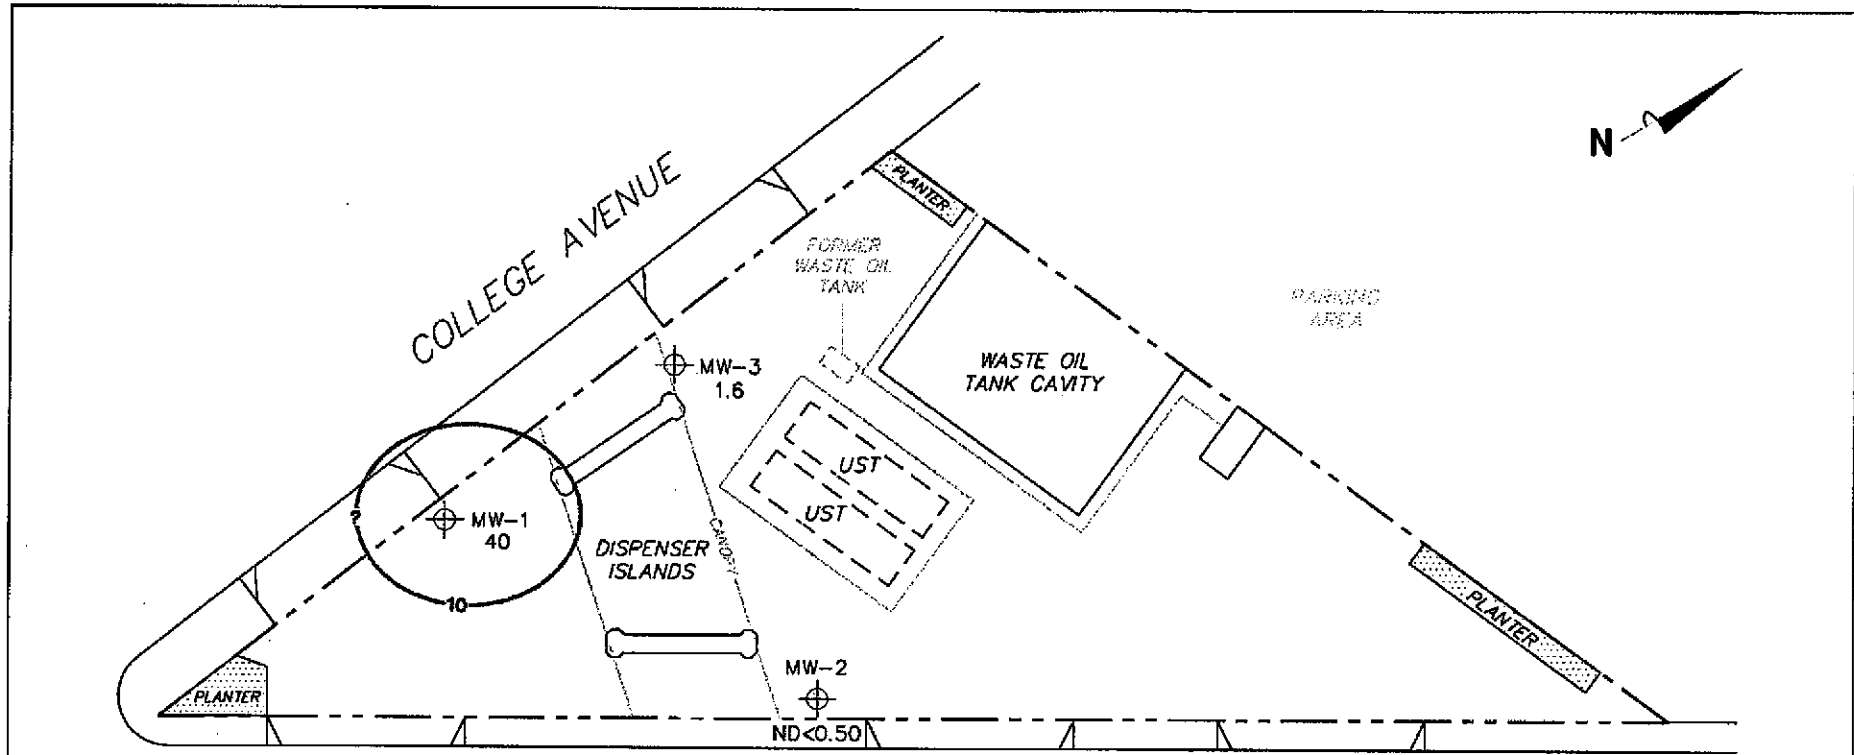 N
COLLEGE AVENUE
PLANTER
FORMER
WASTE OIL
TANK
PARKING
AREA
WASTE OIL
TANK CAVITY
MW-3
1.6
UST
UST
?
MW-1
40
CANOPY
DISPENSER
ISLANDS
10
PLANTER
MW-2
PLANTER
ND<0.50